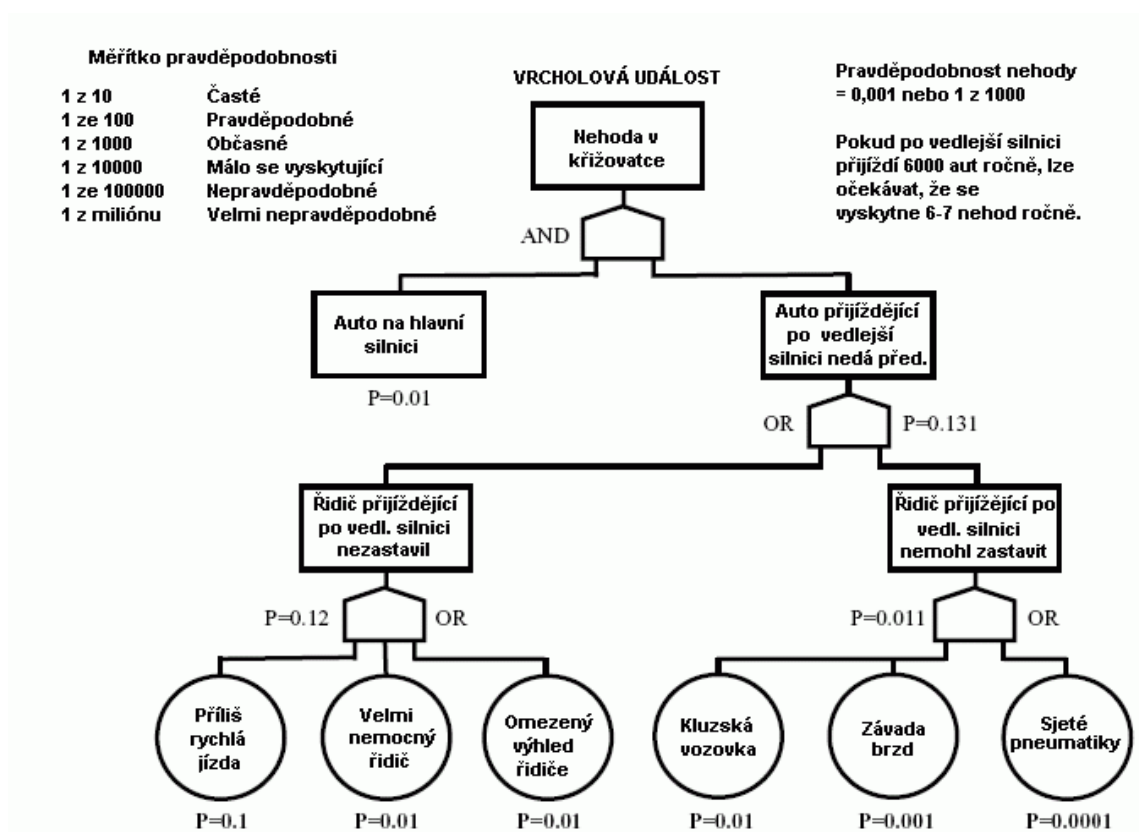 Měřítko pravděpodobnosti
1 z 10 Časté
1 ze 100 Pravděpodobné
1 z 1000 Občasné
1 z 10000 Málo se vyskytující
1 ze 100000 Nepravděpodobné
1 z miliónu Velmi nepravděpodobné
VRCHOLOVÁ UDÁLOST
Nehoda v
křižovatce
Pravděpodobnost nehody
= 0,001 nebo 1 z 1000
Pokud po vedlejší silnici
přijíždí 6000 aut ročně, lze
očekávat, že se
vyskytne 6-7 nehod ročně.
AND
Auto na hlavní
silnici
P=0.01
Auto přijíždějící
po vedlejší
silnici nedá před.
OR
P=0.131
Řidič přijíždějící
po vedl. silnici
nezastavil
Řidič přijížějící po
vedl. silnici
nemohl zastavit
P=0.12
OR
P=0.011
OR
Příliš
rychlá
jízda
Velmi
nemocný
řidič
Omezený
výhled
řidiče
Kluzská
vozovka
Závada
brzd
Sjeté
pneumatiky
P=0.1
P=0.01
P=0.01
P=0.01
P=0.001
P=0.0001